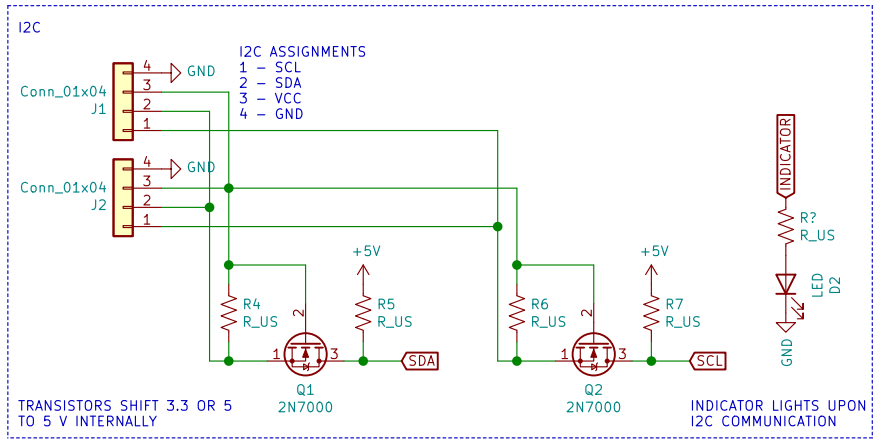 I2C
I2C ASSIGNMENTS
1 – SCL
2 – SDA
3 – VCC
4 – GND
Conn_01x04
J1
4
3
2
1
GND
Conn_01x04
J2
4
3
2
1
GND
INDICATOR
R?
R_US
LED
D2
GND
+5V
+5V
R4
R_US
R5
R_US
R6
R_US
R7
R_US
2
1
3
SDA
2
1
3
SCL
Q1
2N7000
Q2
2N7000
TRANSISTORS SHIFT 3.3 OR 5
TO 5 V INTERNALLY
INDICATOR LIGHTS UPON
I2C COMMUNICATION